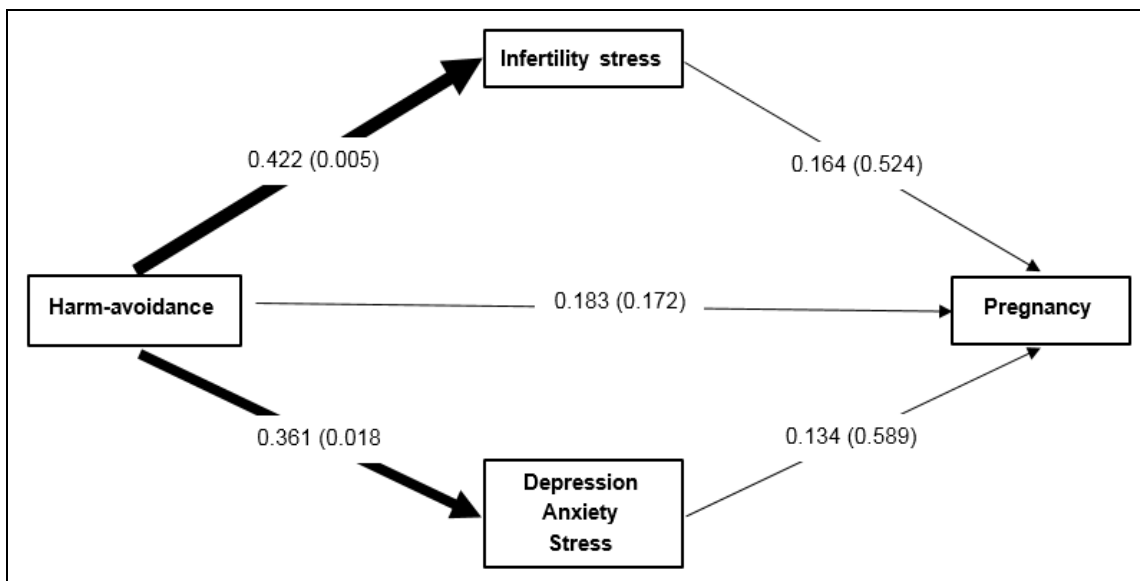 Infertility stress
0.422 (0.005)
0.164 (0.524)
Harm-avoidance
0.183 (0.172)
Pregnancy
0.361 (0.018
0.134 (0.589)
Depression
Anxiety
Stress